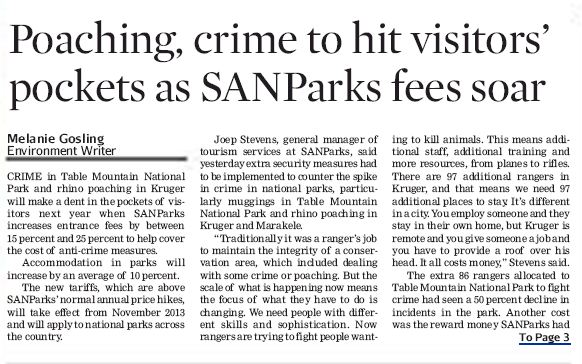 Poaching, crime to hit visitors'
pockets as SANParks fees soar
Melanie Gosling
Environment Writer
CRIME in Table Mountain National
Park and rhino poaching in Kruger
will make a dent in the pockets of vis-
itors next year when SANParks
increases entrance fees by between
15 percent and 25 percent to help cover
the cost of anti-crime measures.
Accommodation in parks will
increase by an average of 10 percent.
The new tariffs, which are above
SANParks' normal annual price hikes,
will take effect from November 2013
and will apply to national parks across
the country.
Joep Stevens, general manager of
tourism services at SANParks, said
yesterday extra security measures had
to be implemented to counter the spike
in crime in national parks, particu-
larly muggings in Table Mountain
National Park and rhino poaching in
Kruger and Marakele.
"Traditionally it was a ranger's job
to maintain the integrity of a conser-
vation area, which included dealing
with some crime or poaching. But the
scale of what is happening now means
the focus of what they have to do is
changing. We need people with differ-
ent skills and sophistication. Now
rangers are trying to fight people want-
ing to kill animals. This means addi-
tional staff, additional training and
more resources, from planes to rifles.
There are 97 additional rangers in
Kruger, and that means we need 97
additional places to stay. It's different
in a city. You employ someone and they
stay in their own home, but Kruger is
remote and you give someone a job and
you have to provide a roof over his
head. It all costs money," Stevens said.
The extra 86 rangers allocated to
Table Mountain National Park to fight
crime had seen a 50 percent decline in
incidents in the park. Another cost
was the reward money SANParks had
To Page 3